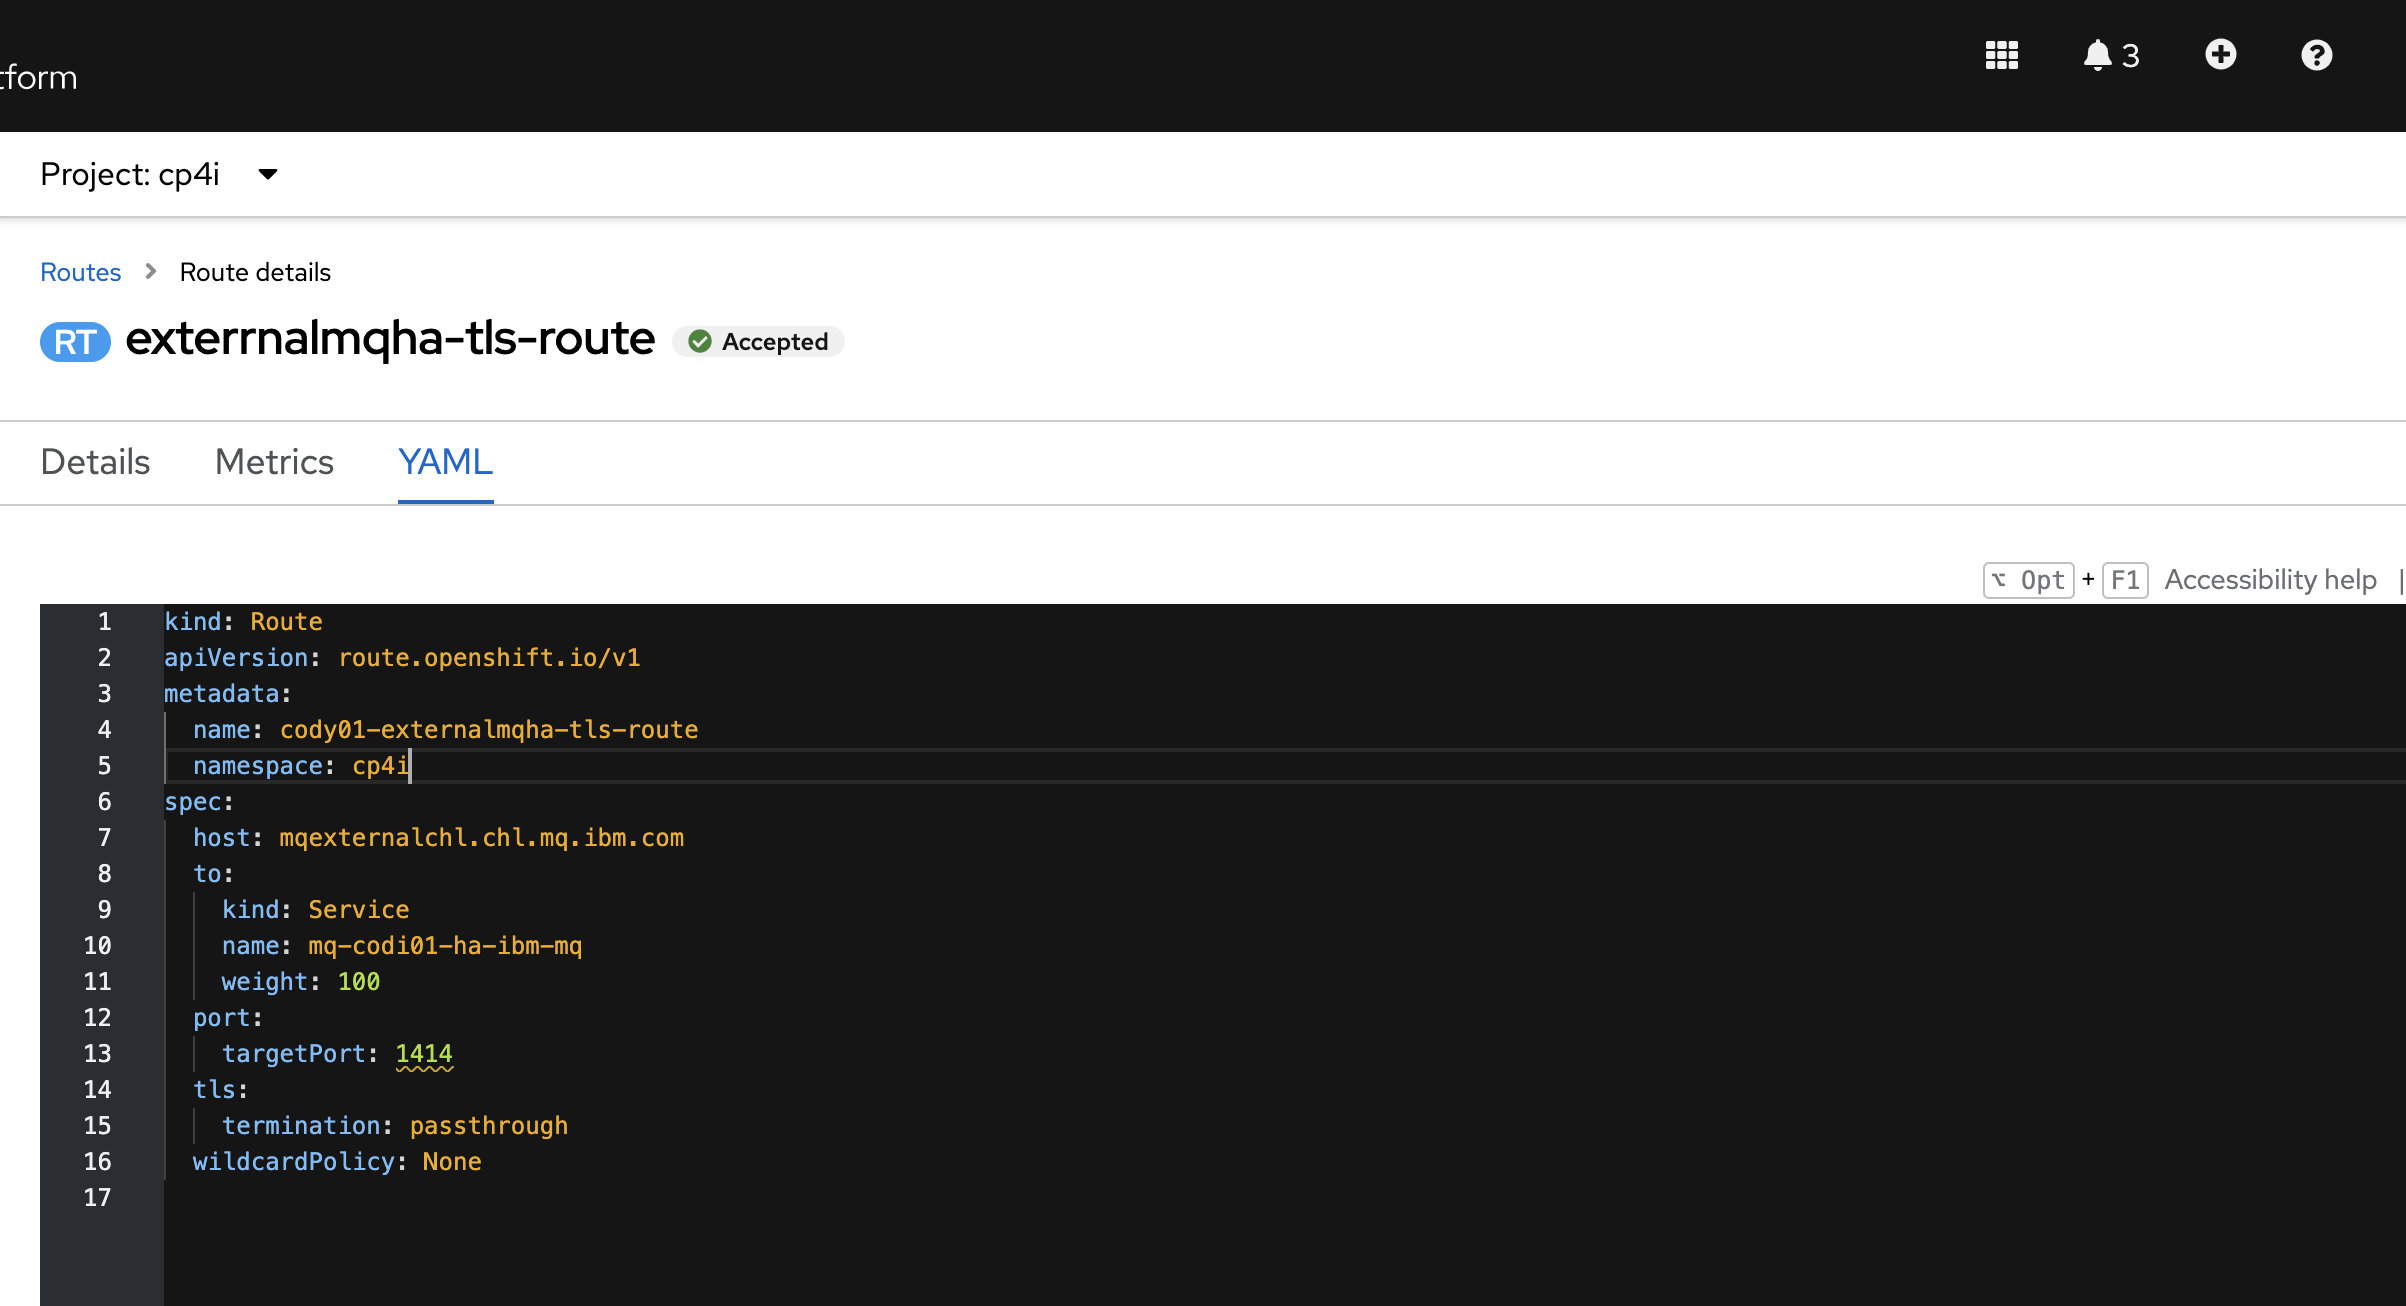 tform
3
Project: cp4i
Routes > Route details
RT exterrnalmqha-tls-route Accepted
Details Metrics YAML
⌥ Opt + F1 Accessibility help |
1 kind: Route
2 apiVersion: route.openshift.io/v1
3 metadata:
4 name: cody01-externalmqha-tls-route
5 namespace: cp4i
6 spec:
7 host: mqexternalchl.chl.mq.ibm.com
8 to:
9 kind: Service
10 name: mq-codi01-ha-ibm-mq
11 weight: 100
12 port:
13 targetPort: 1414
14 tls:
15 termination: passthrough
16 wildcardPolicy: None
17